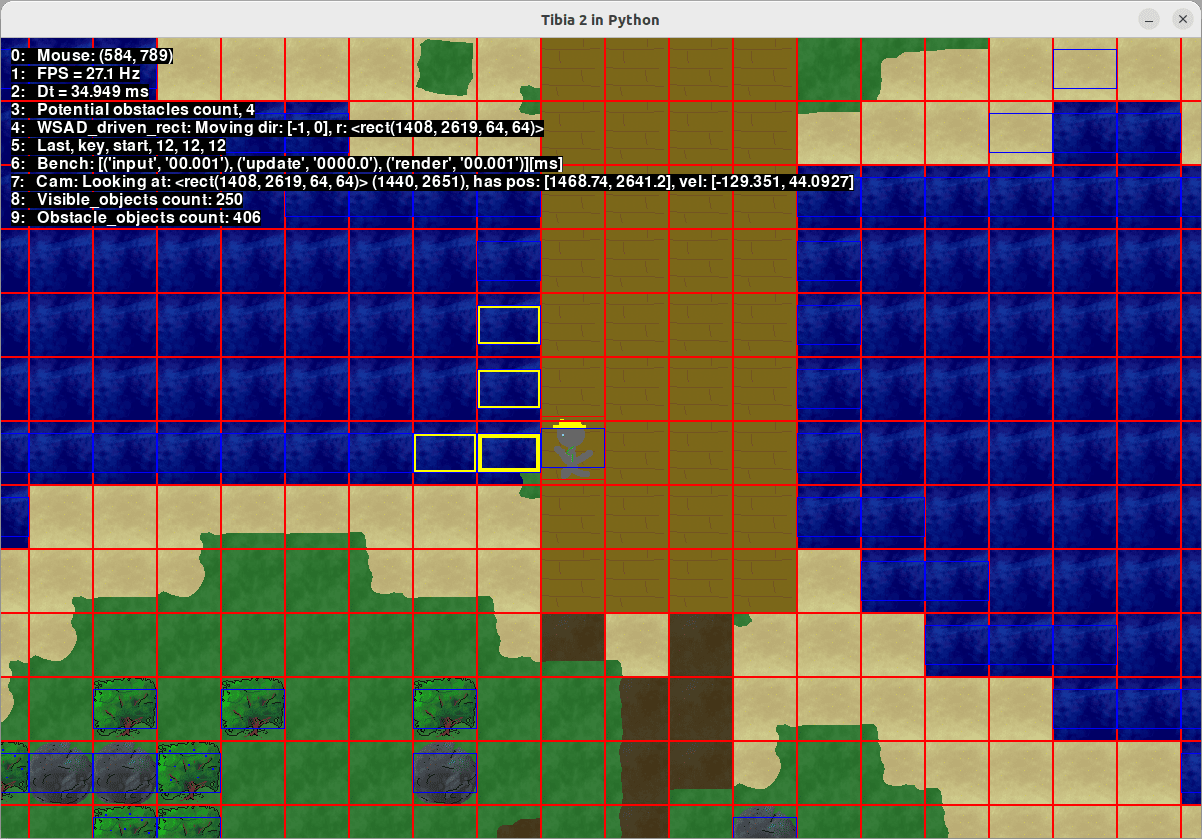 Tibia 2 in Python
0: Mouse: (584, 789)
1: FPS = 27.1 Hz
2: Dt = 34.949 ms
3: Potential obstacles count, 4
4: WSAD_driven_rect: Moving dir: [-1, 0], r: <rect(1408, 2619, 64, 64)>
5: Last, key, start, 12, 12, 12
6: Bench: [('input', '00.001'), ('update', '0000.0'), ('render', '00.001')][ms]
7: Cam: Looking at: <rect(1408, 2619, 64, 64)> (1440, 2651), has pos: [1468.74, 2641.2], vel: [-129.351, 44.0927]
8: Visible_objects count: 250
9: Obstacle_objects count: 406